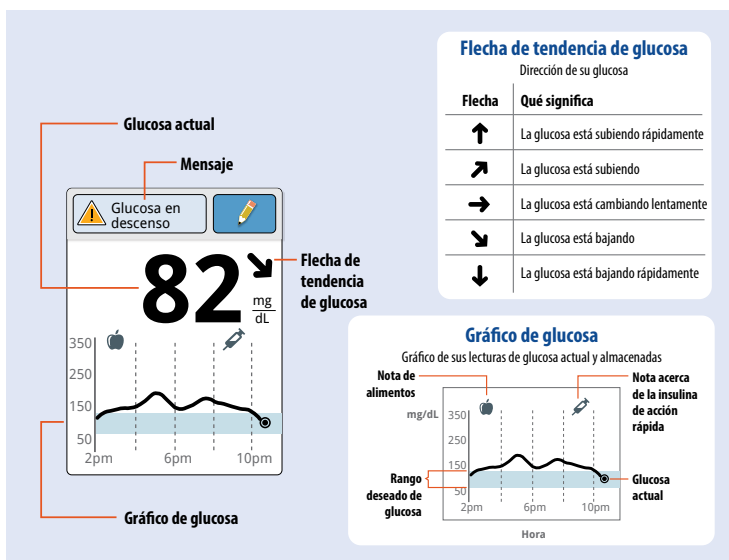 Glucosa actual
Mensaje
Glucosa en
descenso
82
mg
dL
Flecha de
tendencia
de glucosa
350
250
150
50
2pm 6pm 10pm
Gráfico de glucosa
Flecha de tendencia de glucosa
Dirección de su glucosa
Flecha Qué significa
↑ La glucosa está subiendo rápidamente
↗ La glucosa está subiendo
→ La glucosa está cambiando lentamente
↘ La glucosa está bajando
↓ La glucosa está bajando rápidamente
Gráfico de glucosa
Gráfico de sus lecturas de glucosa actual y almacenadas
Nota de
alimentos
Nota acerca
de la insulina
de acción
rápida
mg/dL
350
250
150
50
Rango
deseado de
glucosa
Glucosa
actual
2pm 6pm 10pm
Hora